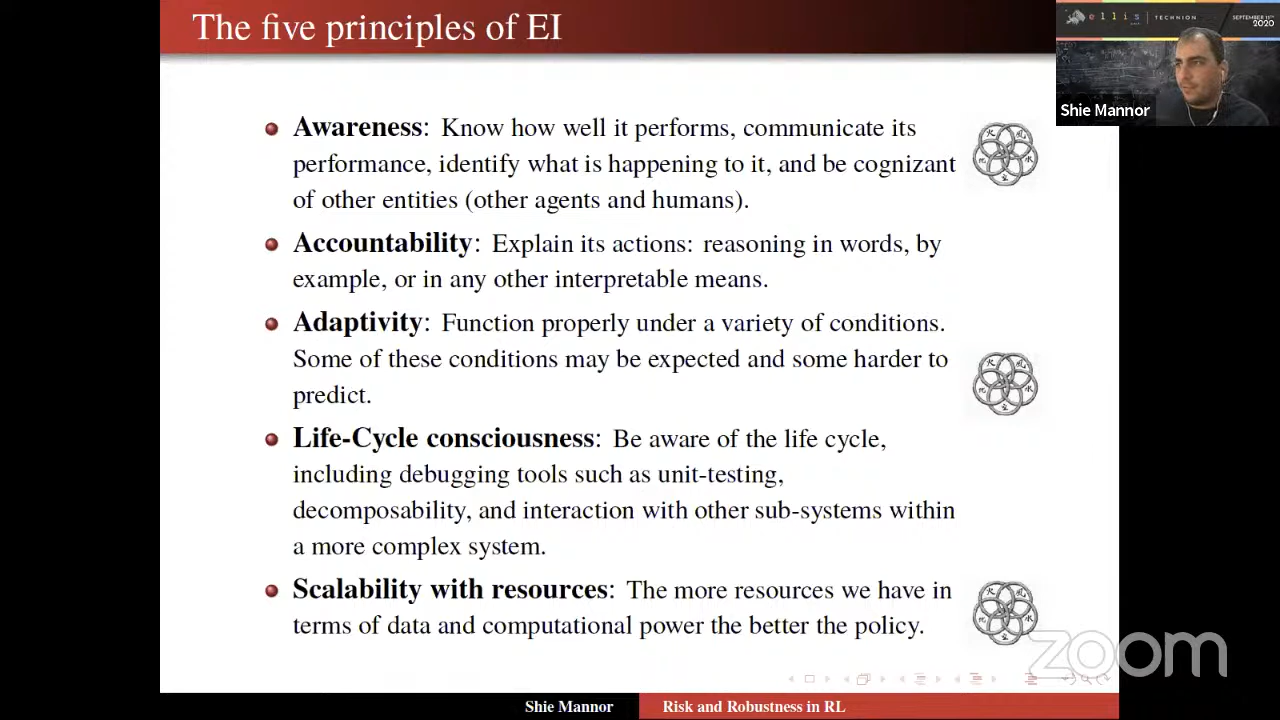 The five principles of EI
ellis
TECHNION
SEPTEMBER 11TH
2020
Shie Mannor
Awareness: Know how well it performs, communicate its
performance, identify what is happening to it, and be cognizant
of other entities (other agents and humans).
Accountability: Explain its actions: reasoning in words, by
example, or in any other interpretable means.
Adaptivity: Function properly under a variety of conditions.
Some of these conditions may be expected and some harder to
predict.
Life-Cycle consciousness: Be aware of the life cycle,
including debugging tools such as unit-testing,
decomposability, and interaction with other sub-systems within
a more complex system.
Scalability with resources: The more resources we have in
terms of data and computational power the better the policy.
zoom
Shie Mannor
Risk and Robustness in RL